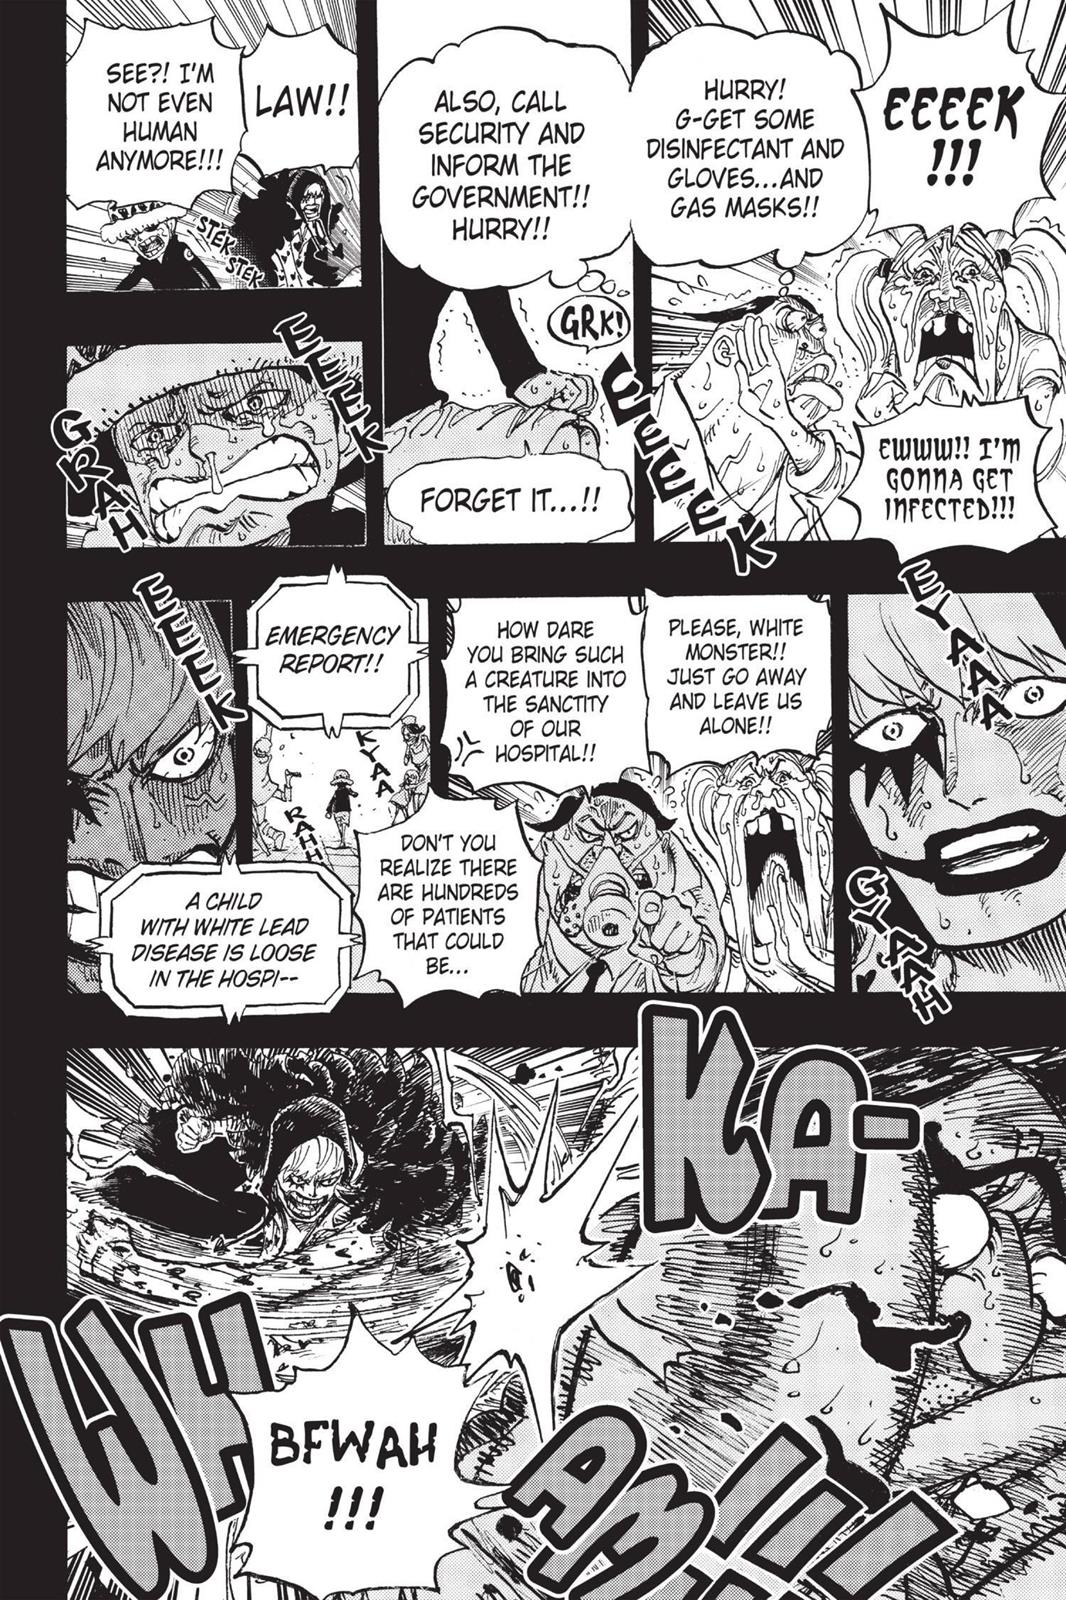 EEEEK
!!!
HURRY!
G-GET SOME
DISINFECTANT AND
GLOVES...AND
GAS MASKS!!
EWWW!! I'M
GONNA GET
INFECTED!!!
EEEEEK
ALSO, CALL
SECURITY AND
INFORM THE
GOVERNMENT!!
HURRY!!
GRK!
FORGET IT...!!
LAW!!
SEE?! I'M
NOT EVEN
HUMAN
ANYMORE!!!
STEK
STEK
EEEEK
GRAH
EYAAA
GYAAAH
PLEASE, WHITE
MONSTER!!
JUST GO AWAY
AND LEAVE US
ALONE!!
HOW DARE
YOU BRING SUCH
A CREATURE INTO
THE SANCTITY
OF OUR
HOSPITAL!!
DON'T YOU
REALIZE THERE
ARE HUNDREDS
OF PATIENTS
THAT COULD
BE...
EMERGENCY
REPORT!!
KYAA
RAHH
A CHILD
WITH WHITE LEAD
DISEASE IS LOOSE
IN THE HOSPI--
EEEEK
KA-
WHAM!!!
BFWAH
!!!